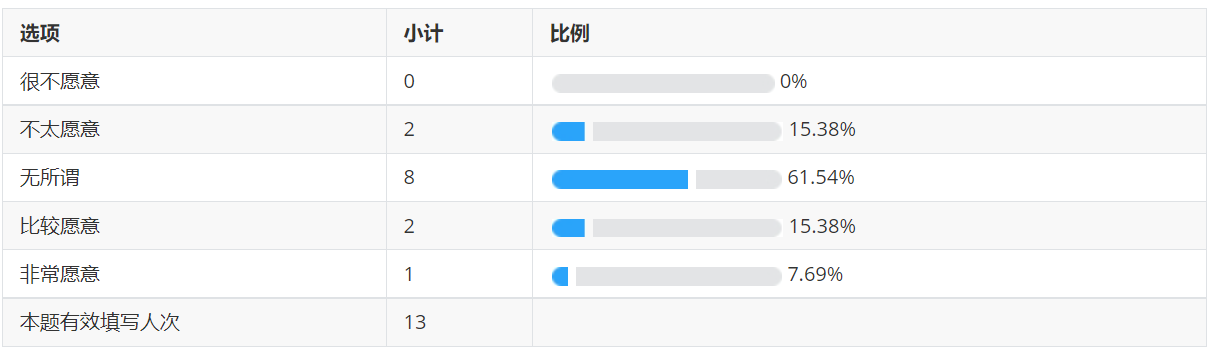 选项 小计 比例
很不愿意 0 0%
不太愿意 2 15.38%
无所谓 8 61.54%
比较愿意 2 15.38%
非常愿意 1 7.69%
本题有效填写人次 13